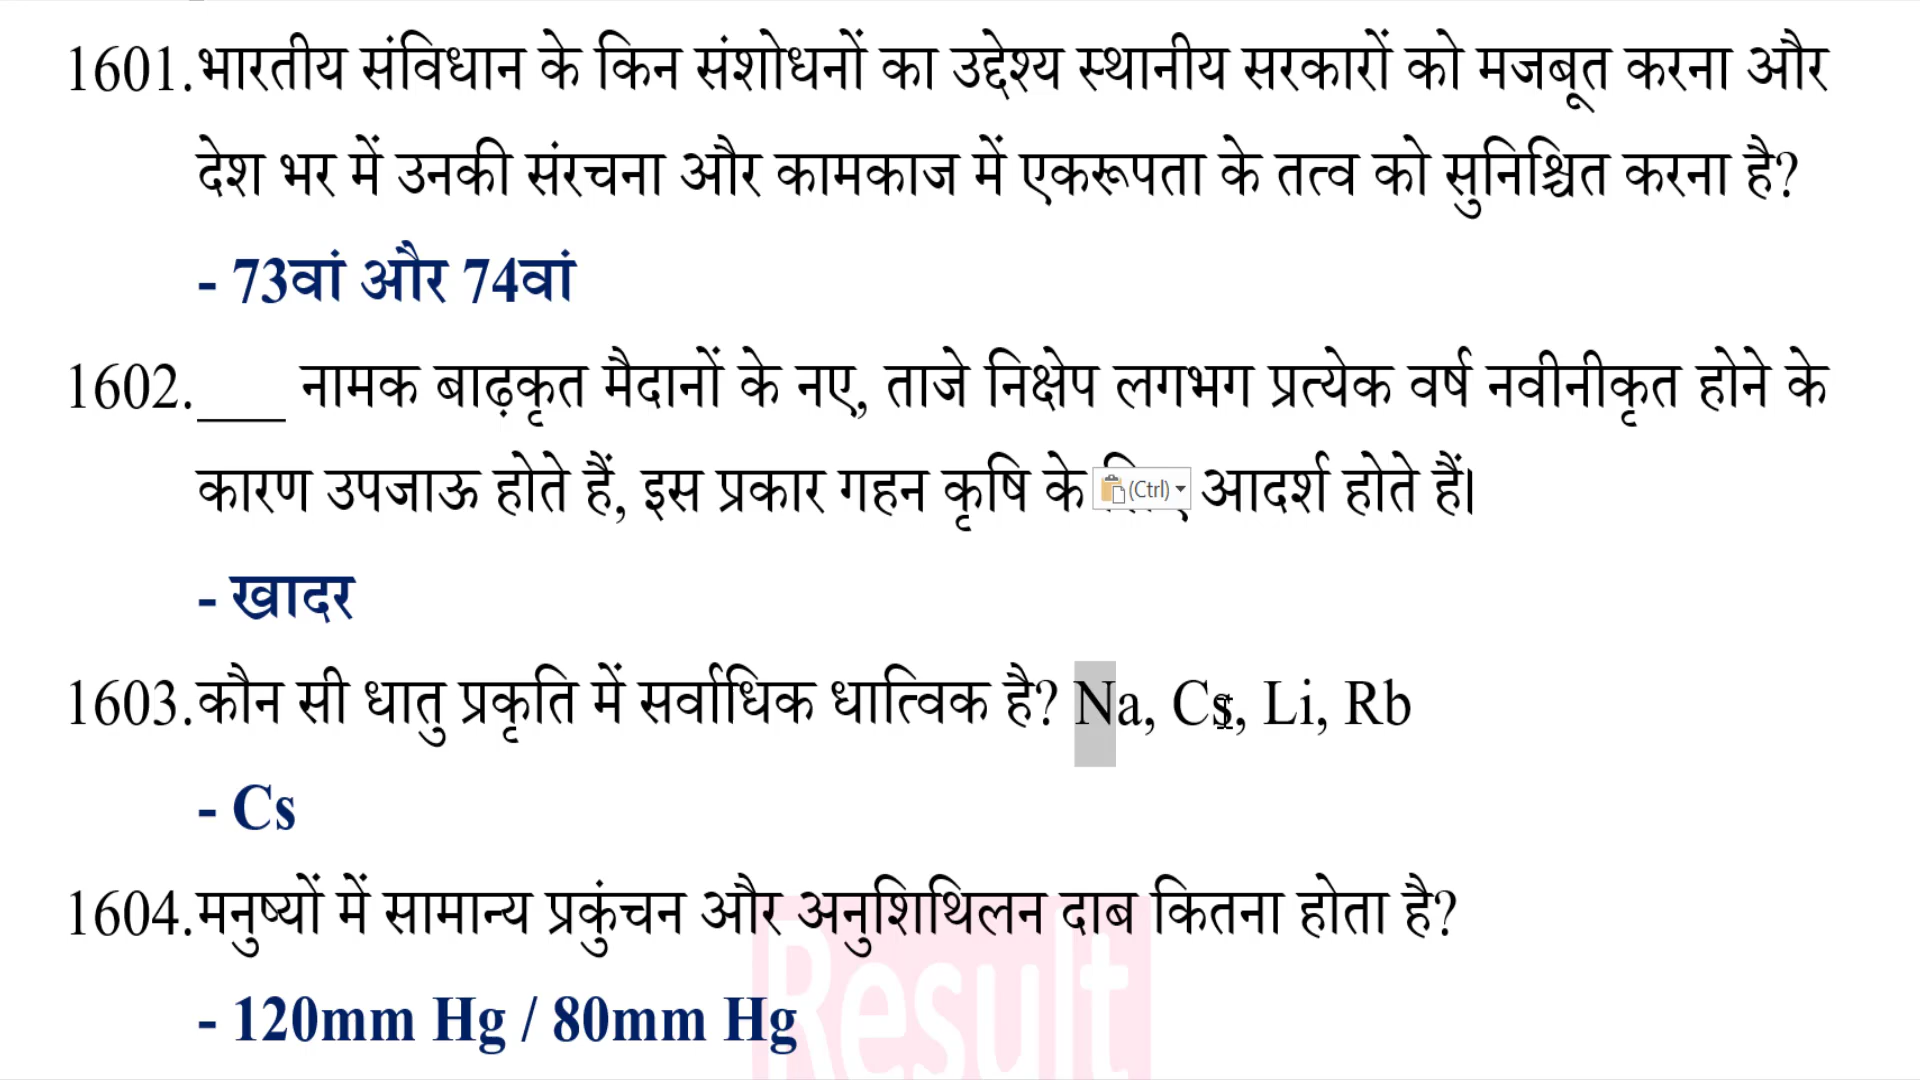 1601.भारतीय संविधान के किन संशोधनों का उद्देश्य स्थानीय सरकारों को मजबूत करना और
देश भर में उनकी संरचना और कामकाज में एकरूपता के तत्व को सुनिश्चित करना है?
- 73वां और 74वां
1602.___ नामक बाढ़कृत मैदानों के नए, ताजे निक्षेप लगभग प्रत्येक वर्ष नवीनीकृत होने के
कारण उपजाऊ होते हैं, इस प्रकार गहन कृषि के (Ctrl) आदर्श होते हैं।
- खादर
1603.कौन सी धातु प्रकृति में सर्वाधिक धात्विक है? Na, Cs, Li, Rb
- Cs
1604.मनुष्यों में सामान्य प्रकुंचन और अनुशिथिलन दाब कितना होता है?
- 120mm Hg / 80mm Hg
Result